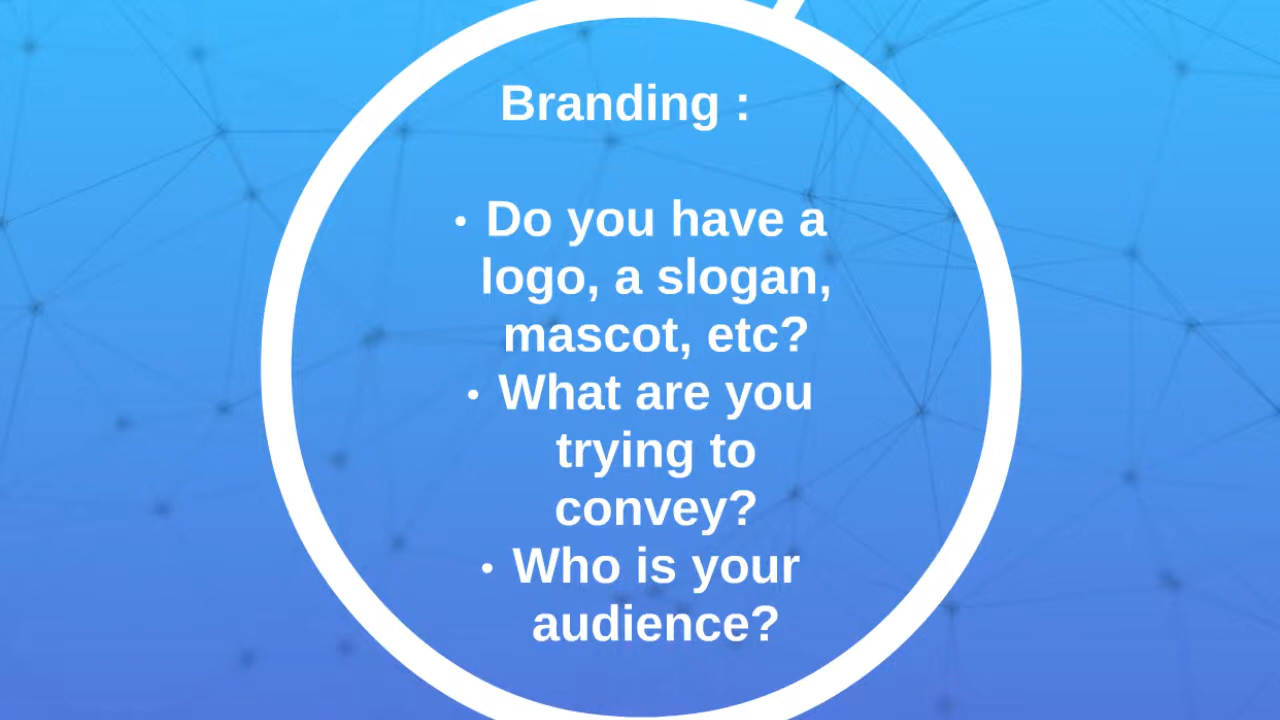 Branding :
• Do you have a
logo, a slogan,
mascot, etc?
• What are you
trying to
convey?
• Who is your
audience?